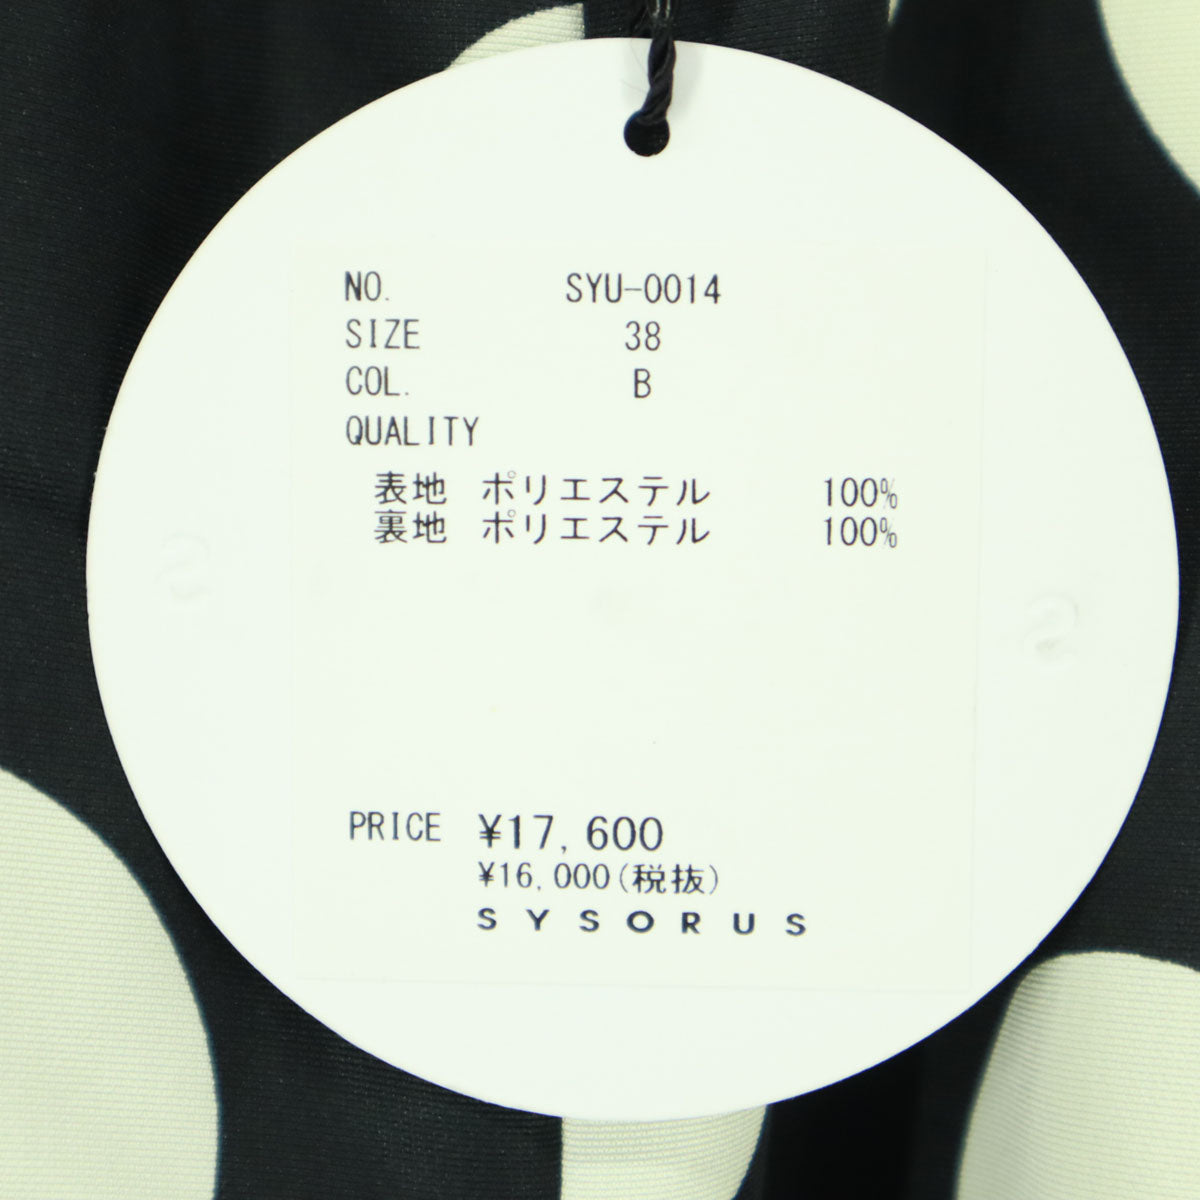 NO. SYU-0014
SIZE 38
COL. B
QUALITY
表地 ポリエステル 100%
裏地 ポリエステル 100%
PRICE ¥17,600
¥16,000(税抜)
SYSORUS